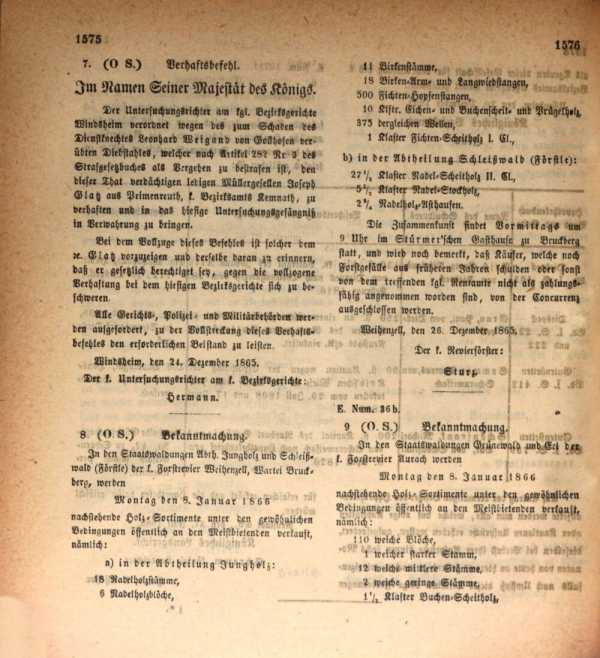 1575
7. (O S.) Verhaftsbefehl.
Im Namen Seiner Majestät des Königs.
Der Untersuchungsrichter am kgl. Bezirksgerichte
Windsheim verordnet wegen des zum Schaden des
Dienstknechtes Leonhard Weigand von Gollhofen ver-
übten Diebstahles, welcher nach Artikel 282 Nr 3 des
Strafgesetzbuches als Vergehen zu bestrafen ist, den
dieser That verdächtigen ledigen Müllergesellen Joseph
Glatz aus Primenreuth, k. Bezirksamts Kemnath, zu
verhaften und in das hiesige Untersuchungsgefängniß
in Verwahrung zu bringen.
Bei dem Vollzuge dieses Befehles ist solcher dem
ꝛc. Glatz vorzuzeigen und derselbe daran zu erinnern,
daß er gesetzlich berechtiget sey, gegen die vollzogene
Verhaftung bei dem hiesigen Bezirksgerichte sich zu be-
schweren.
Alle Gerichts-, Polizei- und Militärbehörden wer-
den aufgefordert, zu der Vollstreckung dieses Verhafts-
befehls den erforderlichen Beistand zu leisten.
Windsheim, den 24. Dezember 1865.
Der k. Untersuchungsrichter am k. Bezirksgerichte:
Hermann.
8 (O S.) Bekanntmachung.
In den Staatswaldungen Abth. Jungholz und Schleiß-
wald (Förstle) der k. Forstrevier Weihenzell, Wartei Bruck-
berg, werden
Montag den 8. Januar 1866
nachstehende Holz-Sortimente unter den gewöhnlichen
Bedingungen öffentlich an den Meistbietenden verkauft,
nämlich:
a) in der Abtheilung Jungholz:
18 Nadelholzstämme,
6 Nadelholzblöche,
1576
11 Birkenstämme,
18 Birken-Arm- und Langwiedstangen,
500 Fichten-Hopfenstangen,
10 Klftr. Eichen- und Buchenscheit- und Prügelholz,
375 dergleichen Wellen,
1 Klafter Fichten-Scheitholz I. Cl.,
b) in der Abtheilung Schleißwald (Förstle):
27½ Klafter Nadel-Scheitholz II. Cl.,
Klafter Nadel-Stockholz,
Nadelholz-Asthaufen.
Die Zusammenkunft findet Vormittags um
9 Uhr im Stürmer'schen Gasthause zu Bruckberg
statt, und wird noch bemerkt, daß Käufer, welche noch
Forstgefälle aus früheren Jahren schulden oder sonst
von dem treffenden kgl. Rentamte nicht als zahlungs-
fähig angenommen worden sind, von der Concurrenz
ausgeschlossen werden.
Weihenzell, den 26. Dezember 1865.
Der k. Revierförster:
Sturz.
E. Num. 26 b.
9 (O S.) Bekanntmachung.
In den Staatswaldungen Grünewald und Eck der
k. Forstrevier Aurach werden
Montag den 8. Januar 1866
nachstehende Holz-Sortimente unter den gewöhnlichen
Bedingungen öffentlich an den Meistbietenden verkauft,
nämlich:
110 weiche Blöche,
1 weicher starker Stamm,
12 weiche mittlere Stämme,
2 weiche geringe Stämme,
1½ Klafter Buchen-Scheitholz,